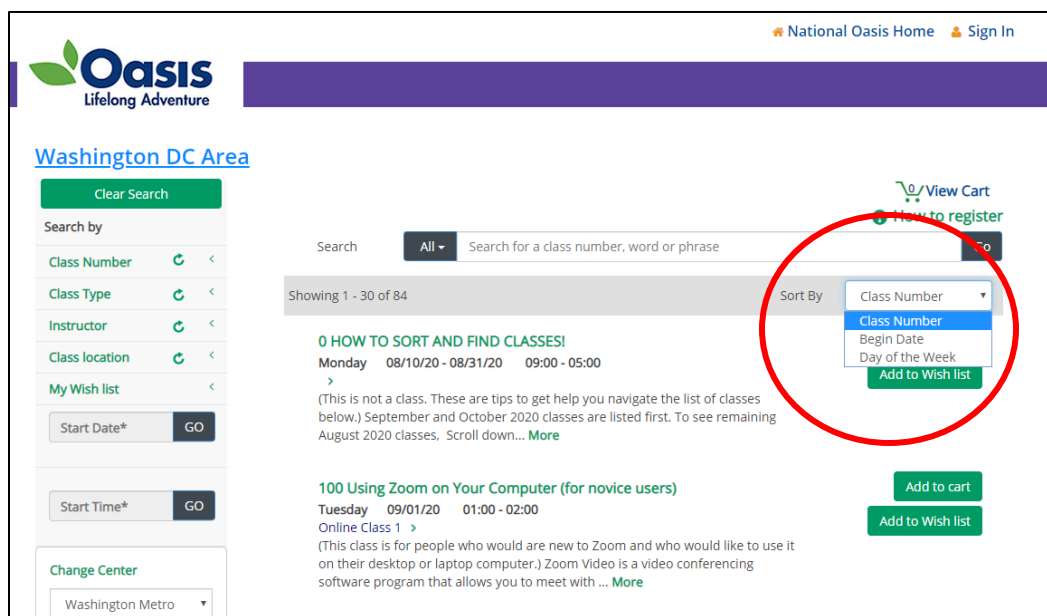 National Oasis Home Sign In
Oasis
Lifelong Adventure
Washington DC Area
Clear Search
Search by
Class Number
Class Type
Instructor
Class location
My Wish list
Start Date* GO
Start Time* GO
Change Center
Washington Metro
0 View Cart
How to register
Search All Search for a class number, word or phrase Go
Showing 1 - 30 of 84 Sort By Class Number
Class Number
Begin Date
Day of the Week
0 HOW TO SORT AND FIND CLASSES!
Monday 08/10/20 - 08/31/20 09:00 - 05:00
Add to Wish list
>
(This is not a class. These are tips to get help you navigate the list of classes
below.) September and October 2020 classes are listed first. To see remaining
August 2020 classes, Scroll down... More
100 Using Zoom on Your Computer (for novice users)
Add to cart
Tuesday 09/01/20 01:00 - 02:00
Online Class 1 >
Add to Wish list
(This class is for people who would are new to Zoom and who would like to use it
on their desktop or laptop computer.) Zoom Video is a video conferencing
software program that allows you to meet with ... More